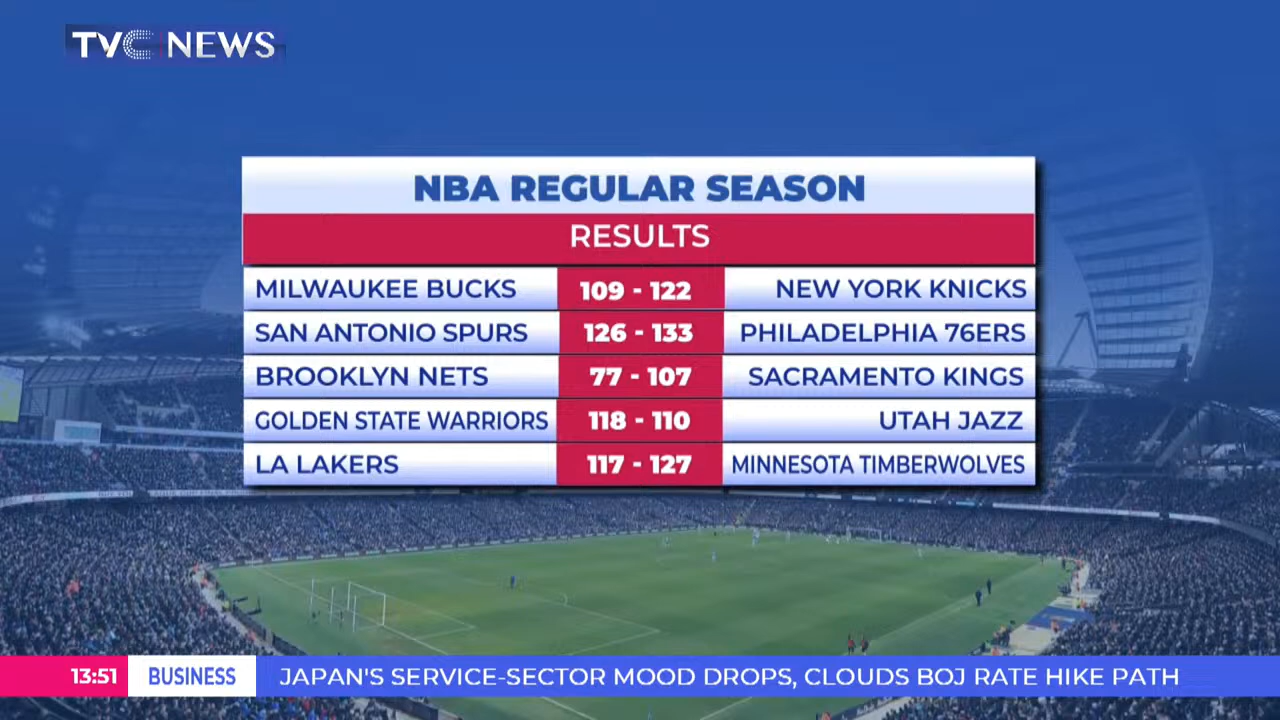 TVC NEWS
NBA REGULAR SEASON
RESULTS
MILWAUKEE BUCKS 109 - 122 NEW YORK KNICKS
SAN ANTONIO SPURS 126 - 133 PHILADELPHIA 76ERS
BROOKLYN NETS 77 - 107 SACRAMENTO KINGS
GOLDEN STATE WARRIORS 118 - 110 UTAH JAZZ
LA LAKERS 117 - 127 MINNESOTA TIMBERWOLVES
13:51 BUSINESS JAPAN'S SERVICE-SECTOR MOOD DROPS, CLOUDS BOJ RATE HIKE PATH